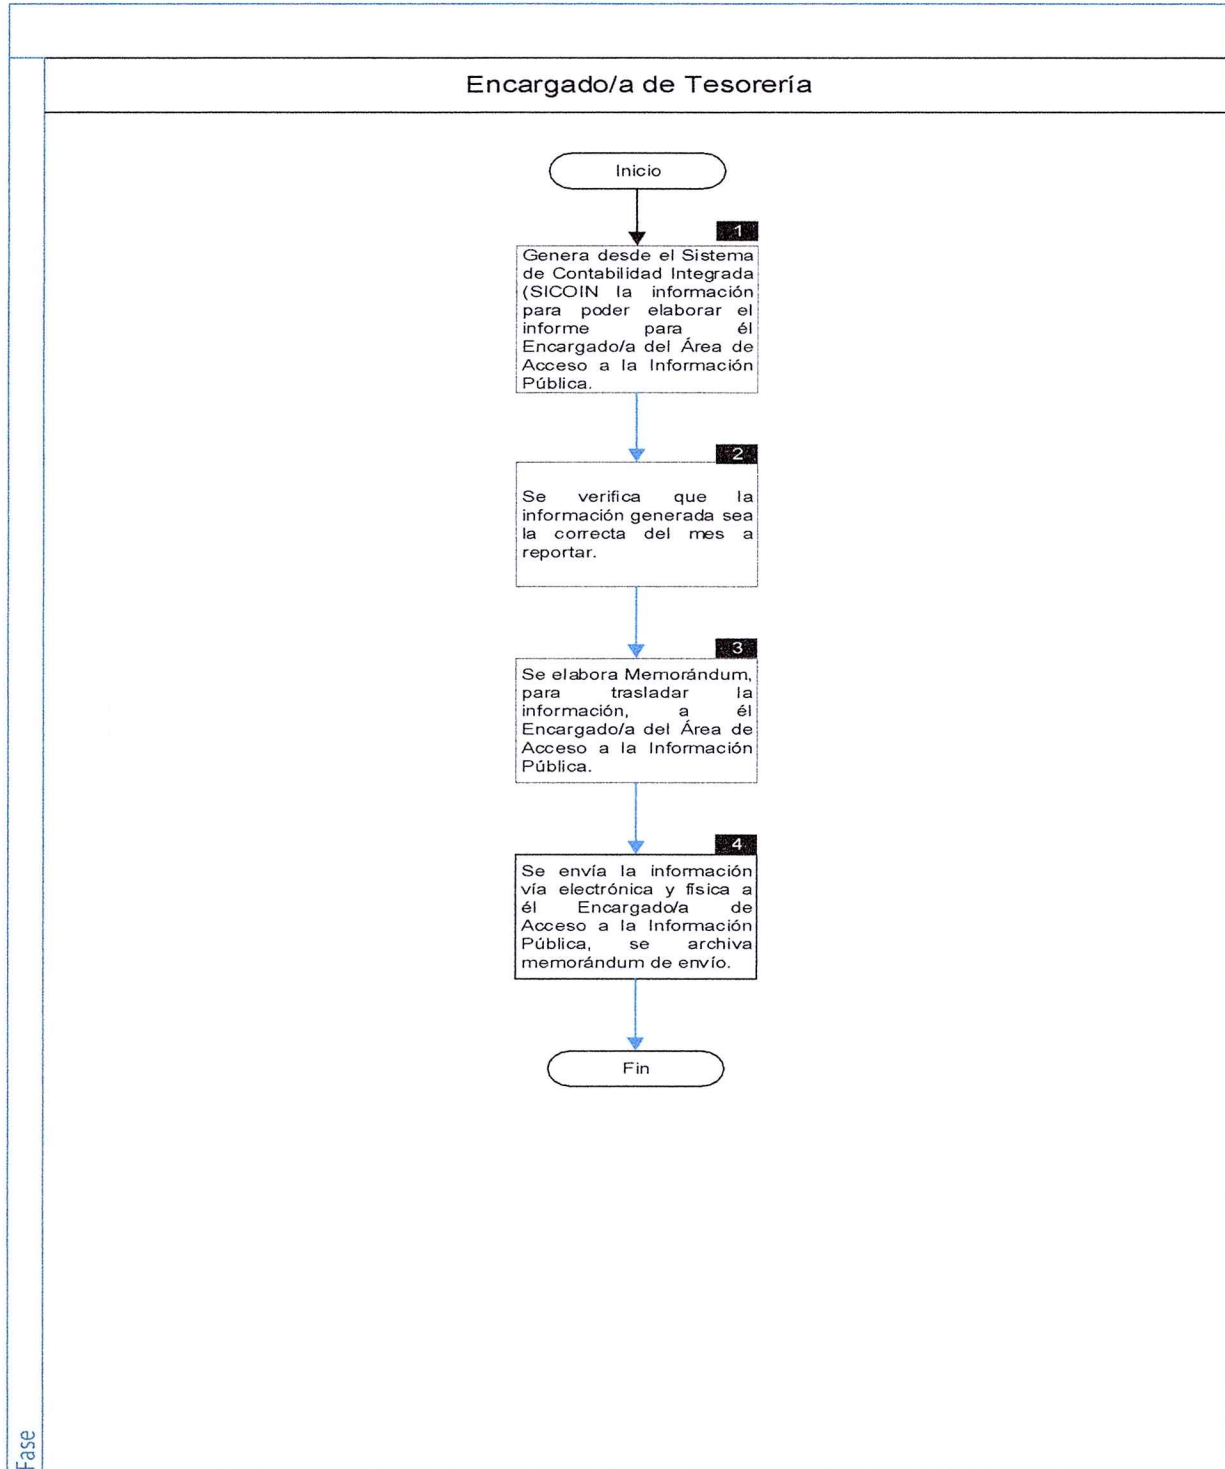 Encargado/a de Tesorería
Inicio
1
Genera desde el Sistema
de Contabilidad Integrada
(SICOIN la información
para poder elaborar el
informe para él
Encargado/a del Área de
Acceso a la Información
Pública.
2
Se verifica que la
información generada sea
la correcta del mes a
reportar.
3
Se elabora Memorándum,
para trasladar la
información, a él
Encargado/a del Área de
Acceso a la Información
Pública.
4
Se envía la información
vía electrónica y física a
él Encargado/a de
Acceso a la Información
Pública, se archiva
memorándum de envío.
Fin
Fase